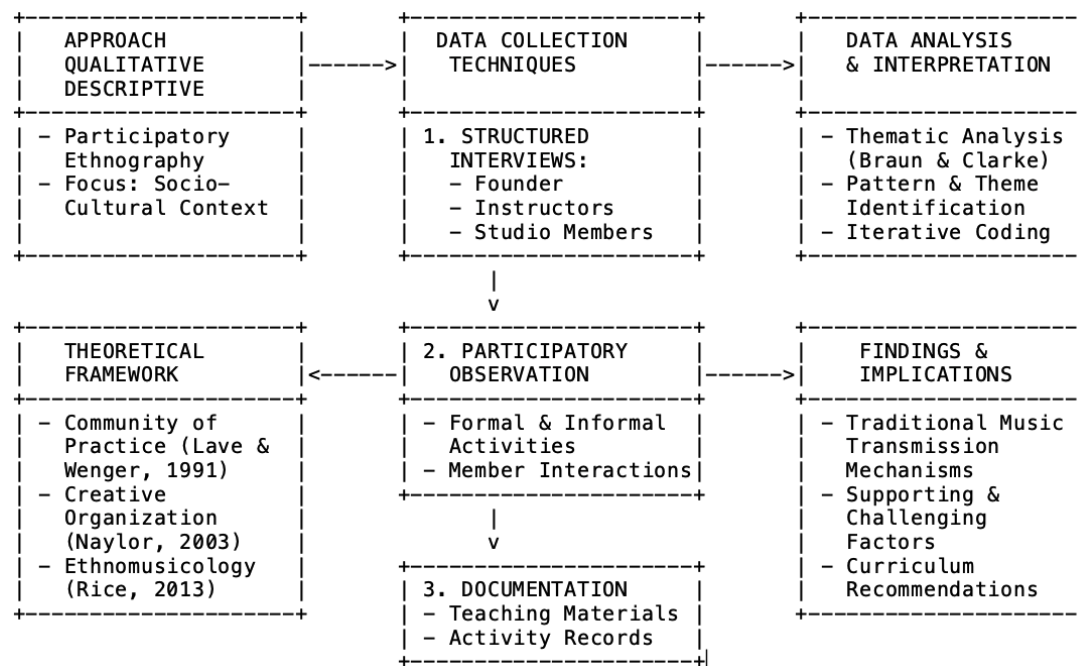 APPROACH
QUALITATIVE
DESCRIPTIVE
- Participatory
Ethnography
- Focus: Socio-
Cultural Context
DATA COLLECTION
TECHNIQUES
1. STRUCTURED
INTERVIEWS:
- Founder
- Instructors
- Studio Members
DATA ANALYSIS
& INTERPRETATION
- Thematic Analysis
(Braun & Clarke)
- Pattern & Theme
Identification
- Iterative Coding
THEORETICAL
FRAMEWORK
- Community of
Practice (Lave &
Wenger, 1991)
- Creative
Organization
(Naylor, 2003)
- Ethnomusicology
(Rice, 2013)
2. PARTICIPATORY
OBSERVATION
- Formal & Informal
Activities
- Member Interactions
3. DOCUMENTATION
- Teaching Materials
- Activity Records
FINDINGS &
IMPLICATIONS
- Traditional Music
Transmission
Mechanisms
- Supporting &
Challenging
Factors
- Curriculum
Recommendations